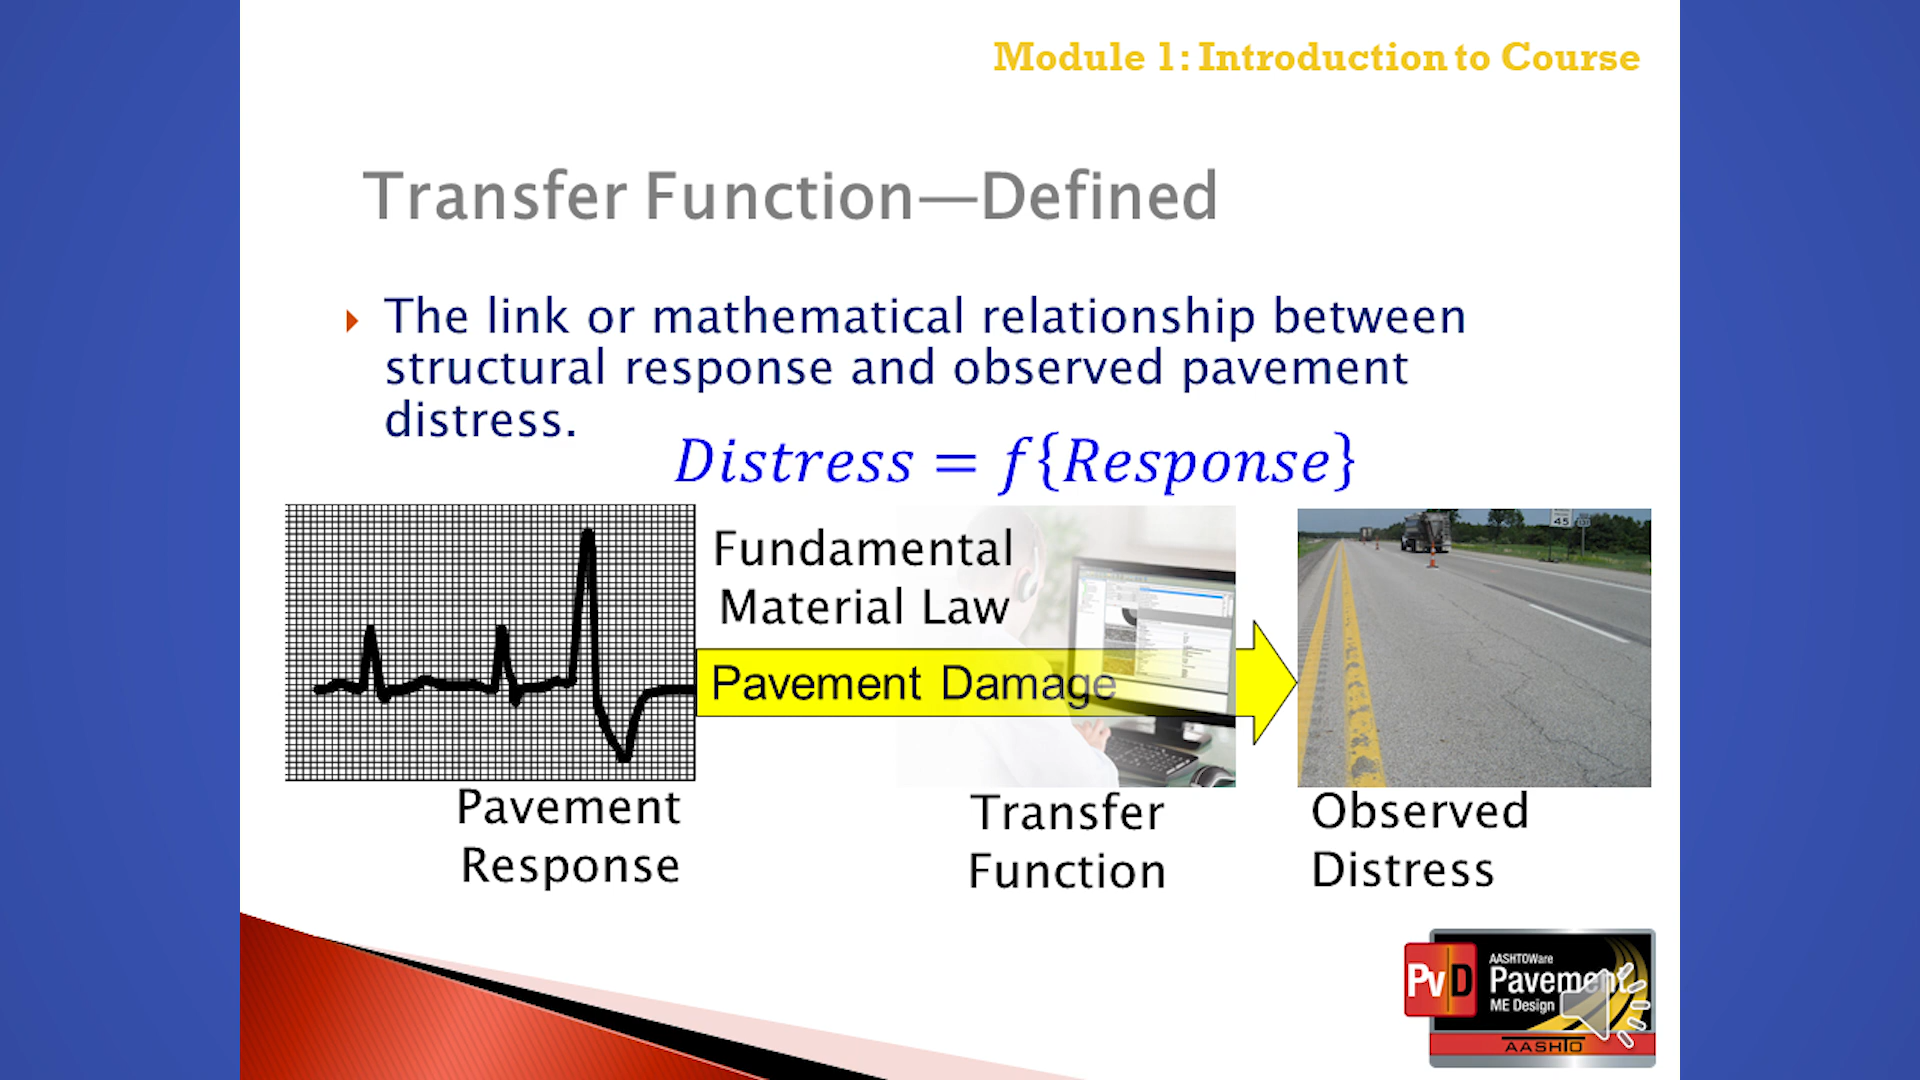 Module 1: Introduction to Course
Transfer Function—Defined
The link or mathematical relationship between
structural response and observed pavement
distress.
Distress = f{Response}
Fundamental
Material Law
Pavement Damage
45
Pavement
Response
Transfer
Function
Observed
Distress
PvD
AASHTOWare
Pavement
ME Design
AASHTO